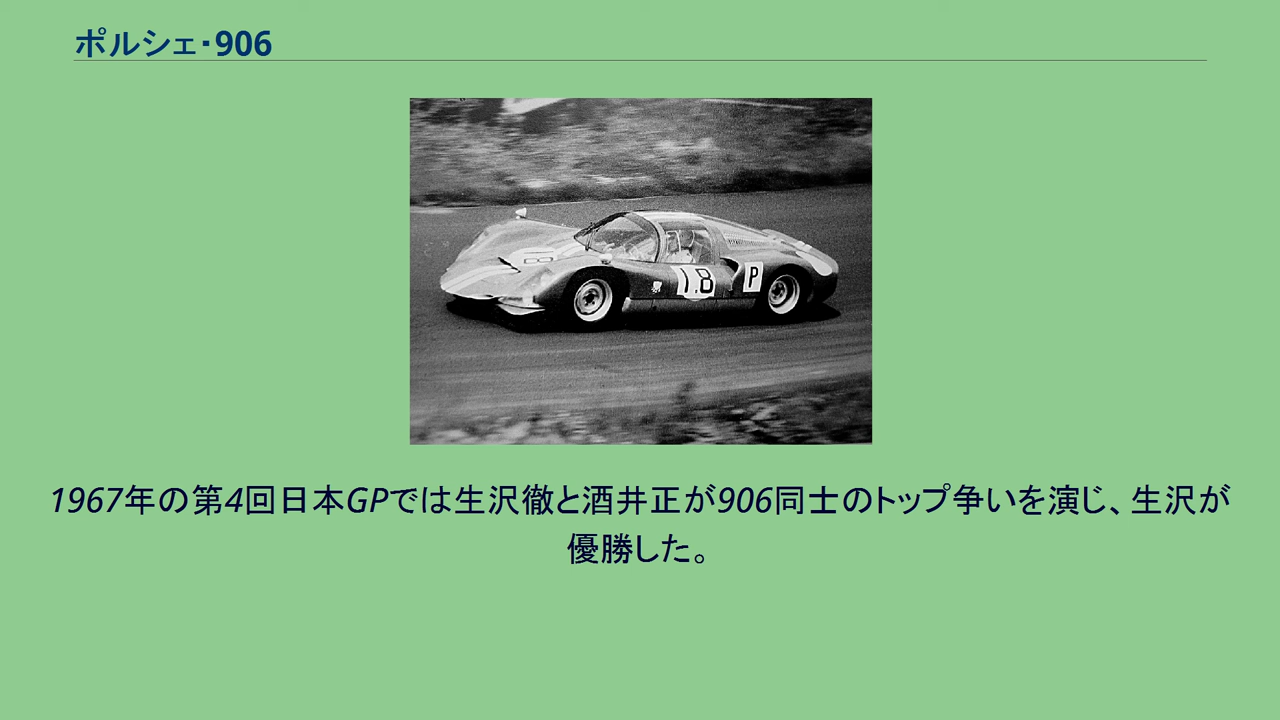 ポルシェ・906
18
P
1967年の第4回日本GPでは生沢徹と酒井正が906同士のトップ争いを演じ、生沢が
優勝した。